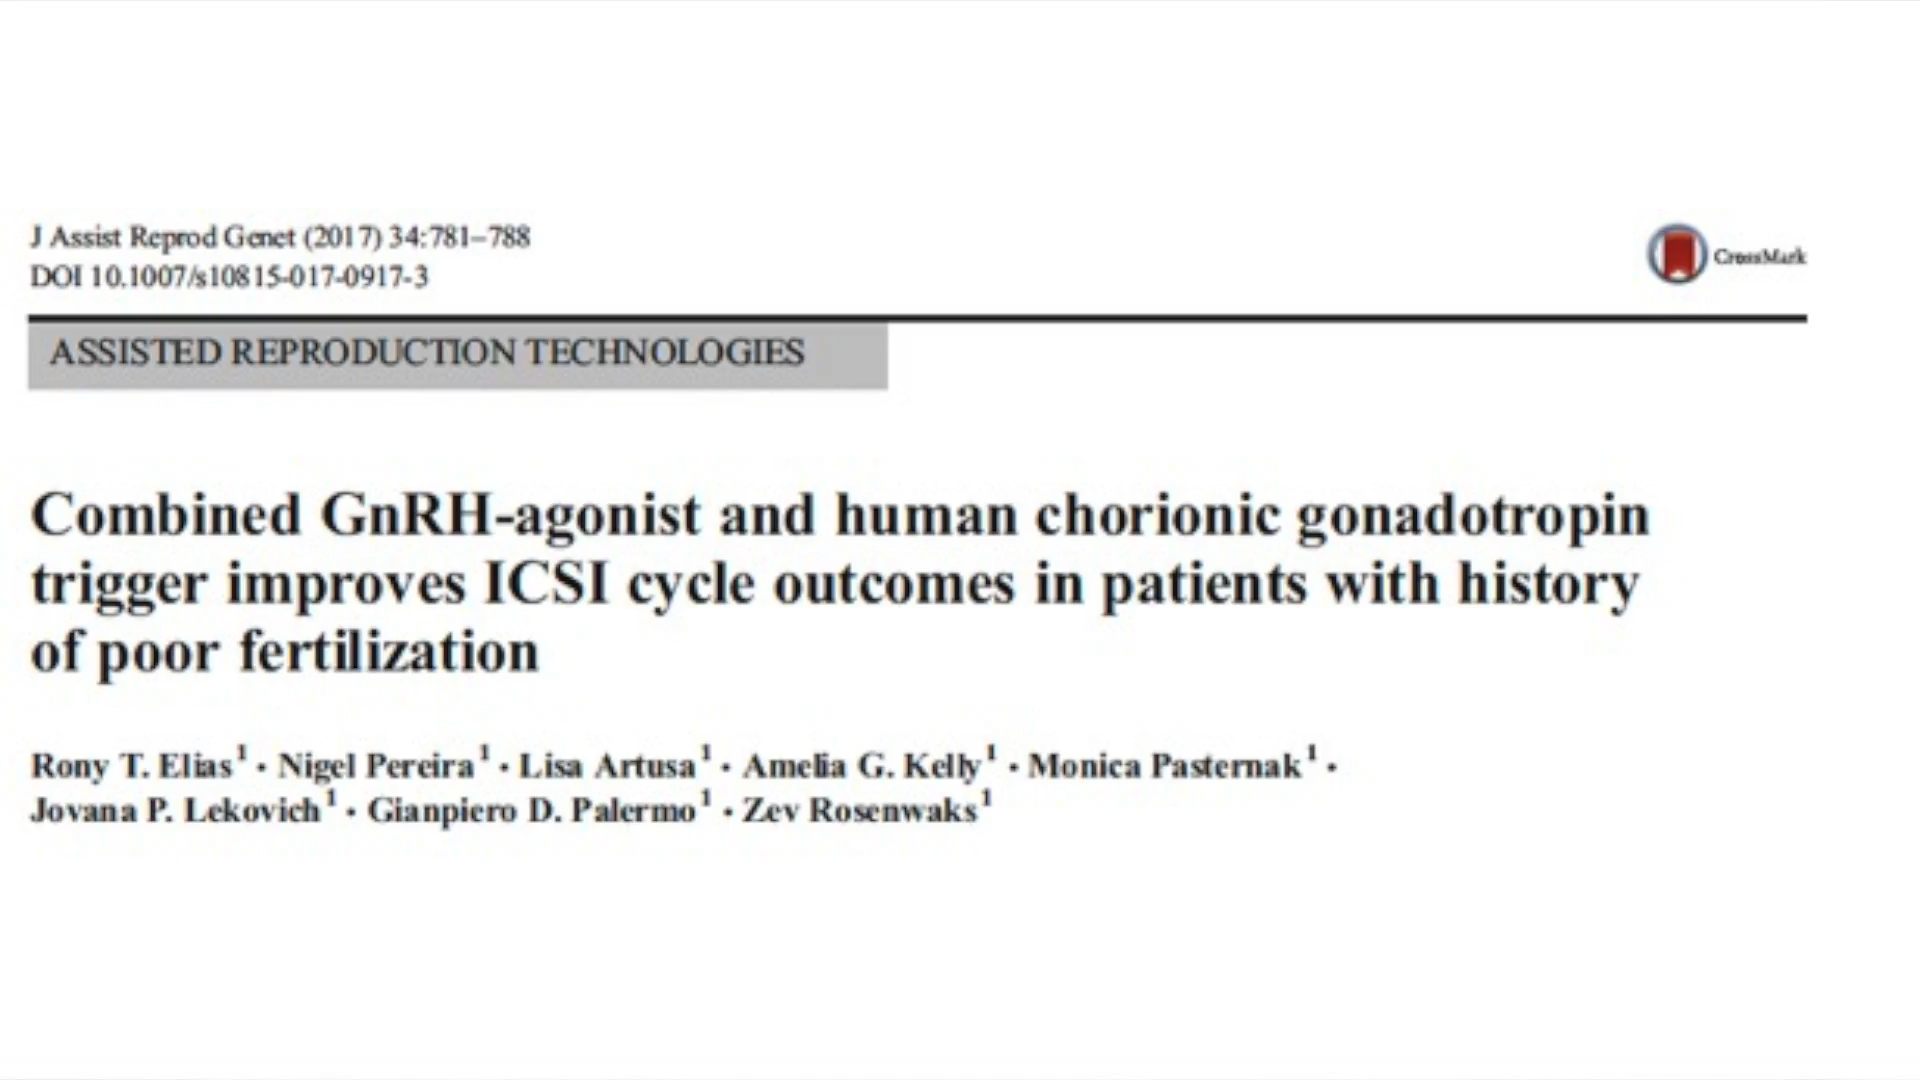 J Assist Reprod Genet (2017) 34:781–788
DOI 10.1007/s10815-017-0917-3
CrossMark
ASSISTED REPRODUCTION TECHNOLOGIES
Combined GnRH-agonist and human chorionic gonadotropin
trigger improves ICSI cycle outcomes in patients with history
of poor fertilization
Rony T. Elias¹ · Nigel Pereira¹ · Lisa Artusa¹ · Amelia G. Kelly¹ · Monica Pasternak¹ ·
Jovana P. Lekovich¹ · Gianpiero D. Palermo¹ · Zev Rosenwaks¹